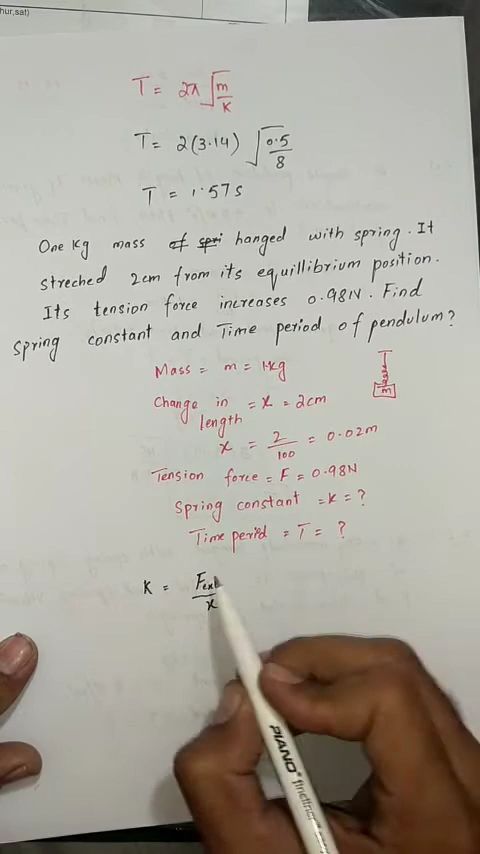 hur,sat)
T = 2π √m/K
T = 2(3.14) √0.5/8
T = 1.57s
One Kg mass of spri hanged with spring. It
streched 2cm from its equillibrium position.
Its tension force increases 0.98N. Find
spring constant and Time period of pendulum?
Mass = m = 1kg
Change in length = x = 2cm
x = 2/100 = 0.02m
Tension force = F = 0.98N
Spring constant = K = ?
Time period = T = ?
m
K = Fext/x
PIANO fineliner